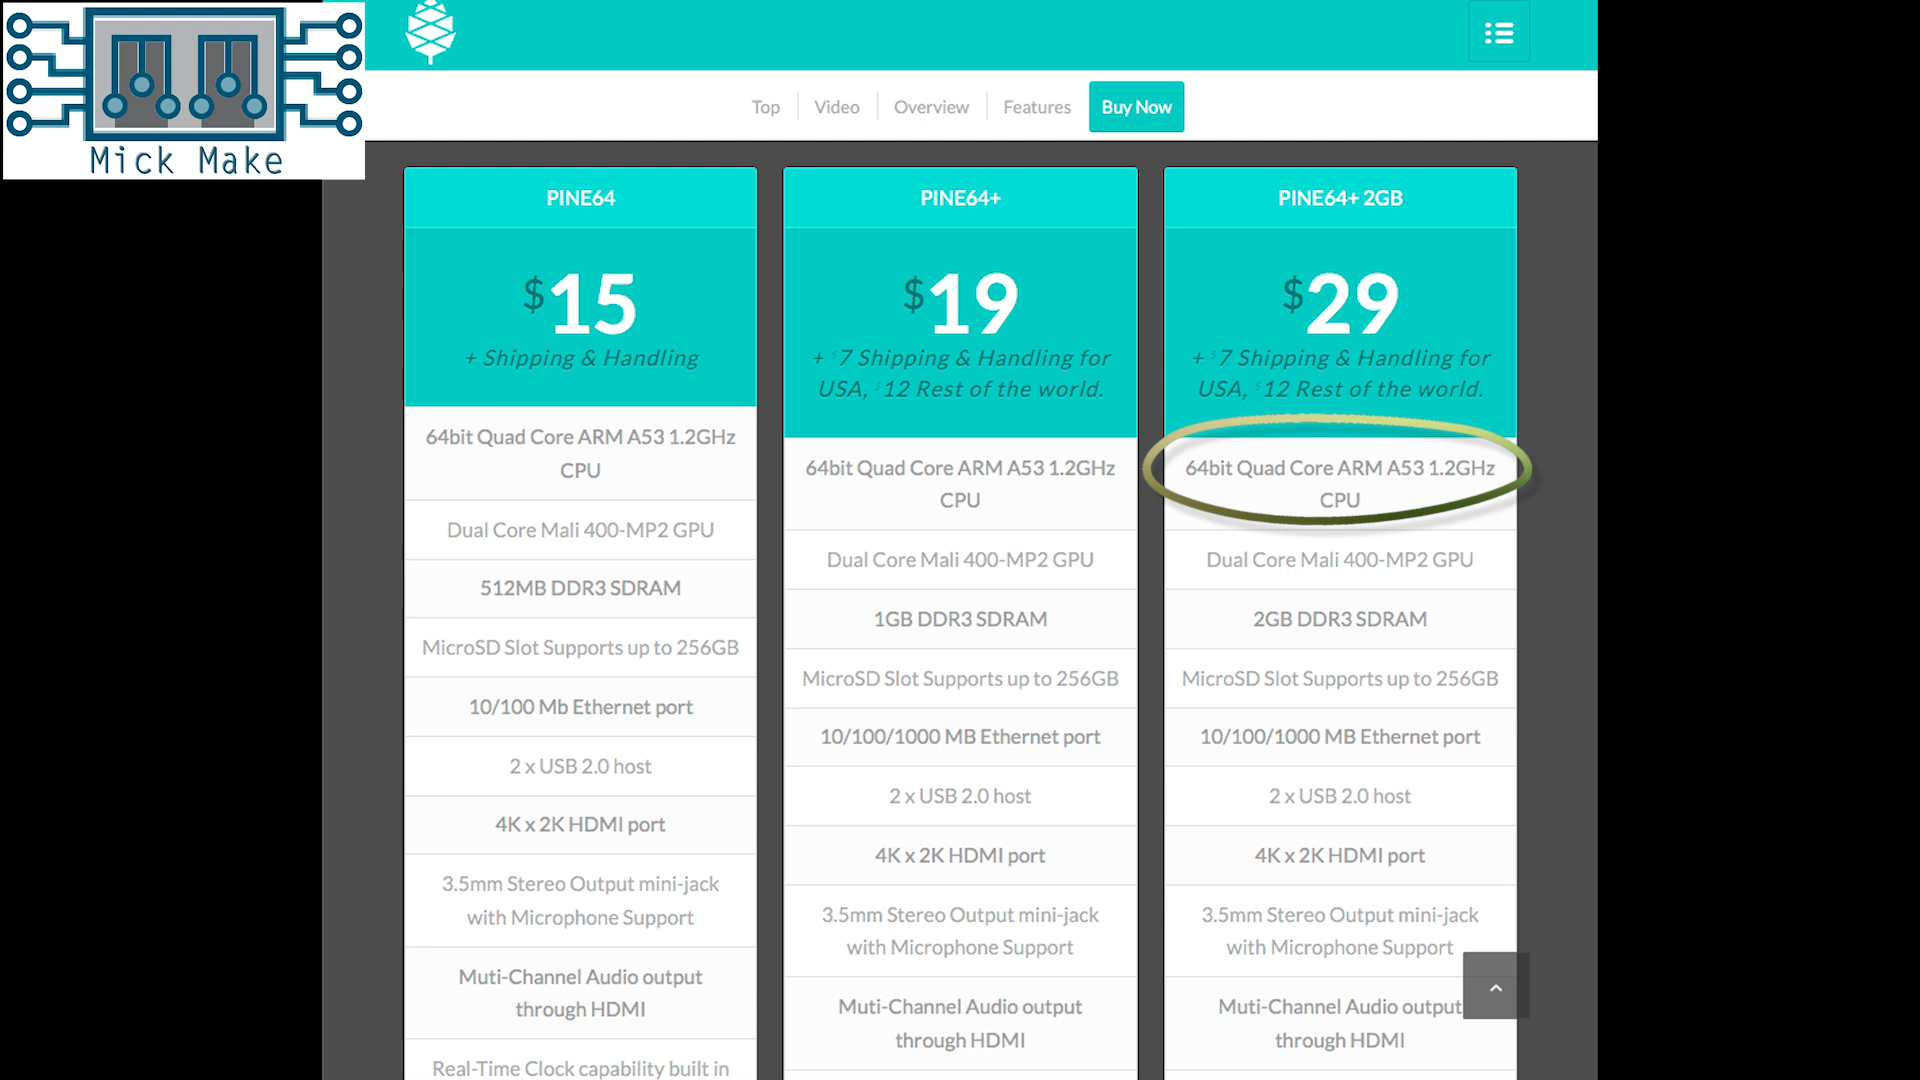 Mick Make
Top
Video
Overview
Features
Buy Now
PINE64
$15
+ Shipping & Handling
64bit Quad Core ARM A53 1.2GHz
CPU
Dual Core Mali 400-MP2 GPU
512MB DDR3 SDRAM
MicroSD Slot Supports up to 256GB
10/100 Mb Ethernet port
2 x USB 2.0 host
4K x 2K HDMI port
3.5mm Stereo Output mini-jack
with Microphone Support
Muti-Channel Audio output
through HDMI
Real-Time Clock capability built in
PINE64+
$19
+ $7 Shipping & Handling for
USA, $12 Rest of the world.
64bit Quad Core ARM A53 1.2GHz
CPU
Dual Core Mali 400-MP2 GPU
1GB DDR3 SDRAM
MicroSD Slot Supports up to 256GB
10/100/1000 MB Ethernet port
2 x USB 2.0 host
4K x 2K HDMI port
3.5mm Stereo Output mini-jack
with Microphone Support
Muti-Channel Audio output
through HDMI
PINE64+ 2GB
$29
+ $7 Shipping & Handling for
USA, $12 Rest of the world.
64bit Quad Core ARM A53 1.2GHz
CPU
Dual Core Mali 400-MP2 GPU
2GB DDR3 SDRAM
MicroSD Slot Supports up to 256GB
10/100/1000 MB Ethernet port
2 x USB 2.0 host
4K x 2K HDMI port
3.5mm Stereo Output mini-jack
with Microphone Support
Muti-Channel Audio output
through HDMI